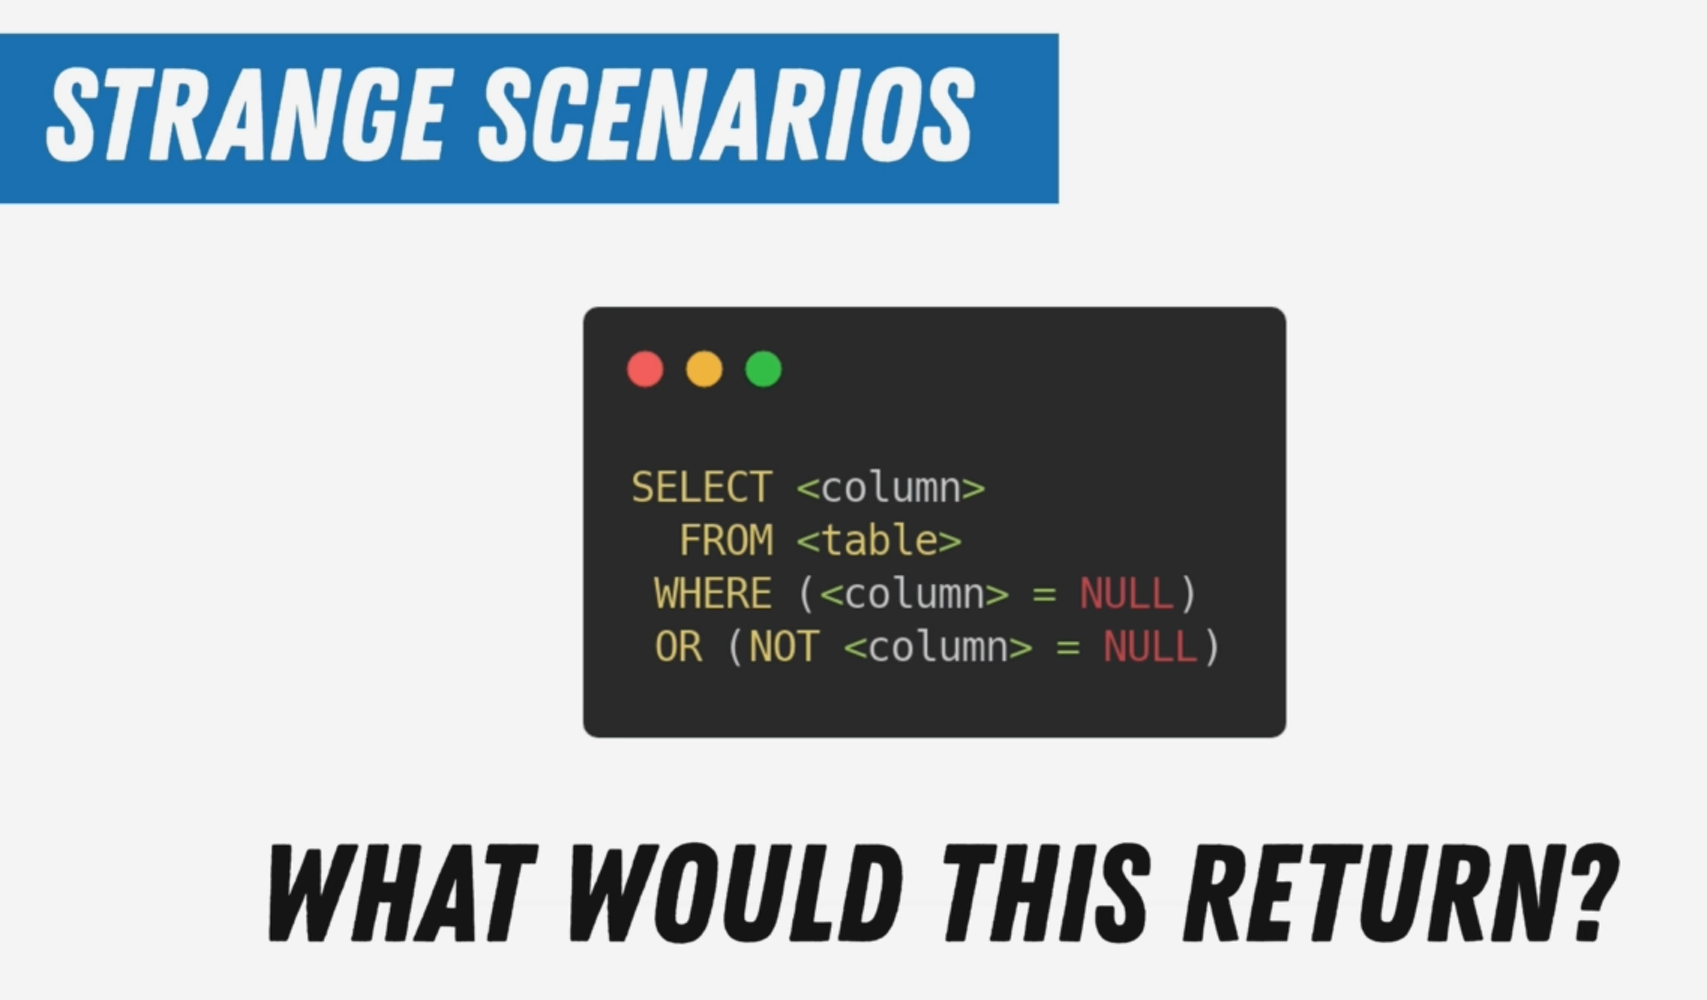 STRANGE SCENARIOS
SELECT <column>
FROM <table>
WHERE (<column> = NULL)
OR (NOT <column> = NULL)
WHAT WOULD THIS RETURN?